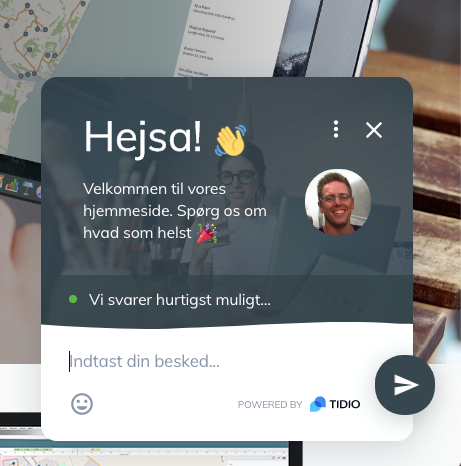 Hejsa! 👋
Velkommen til vores
hjemmeside. Spørg os om
hvad som helst 🎉
Vi svarer hurtigst muligt...
Indtast din besked...
POWERED BY TIDIO